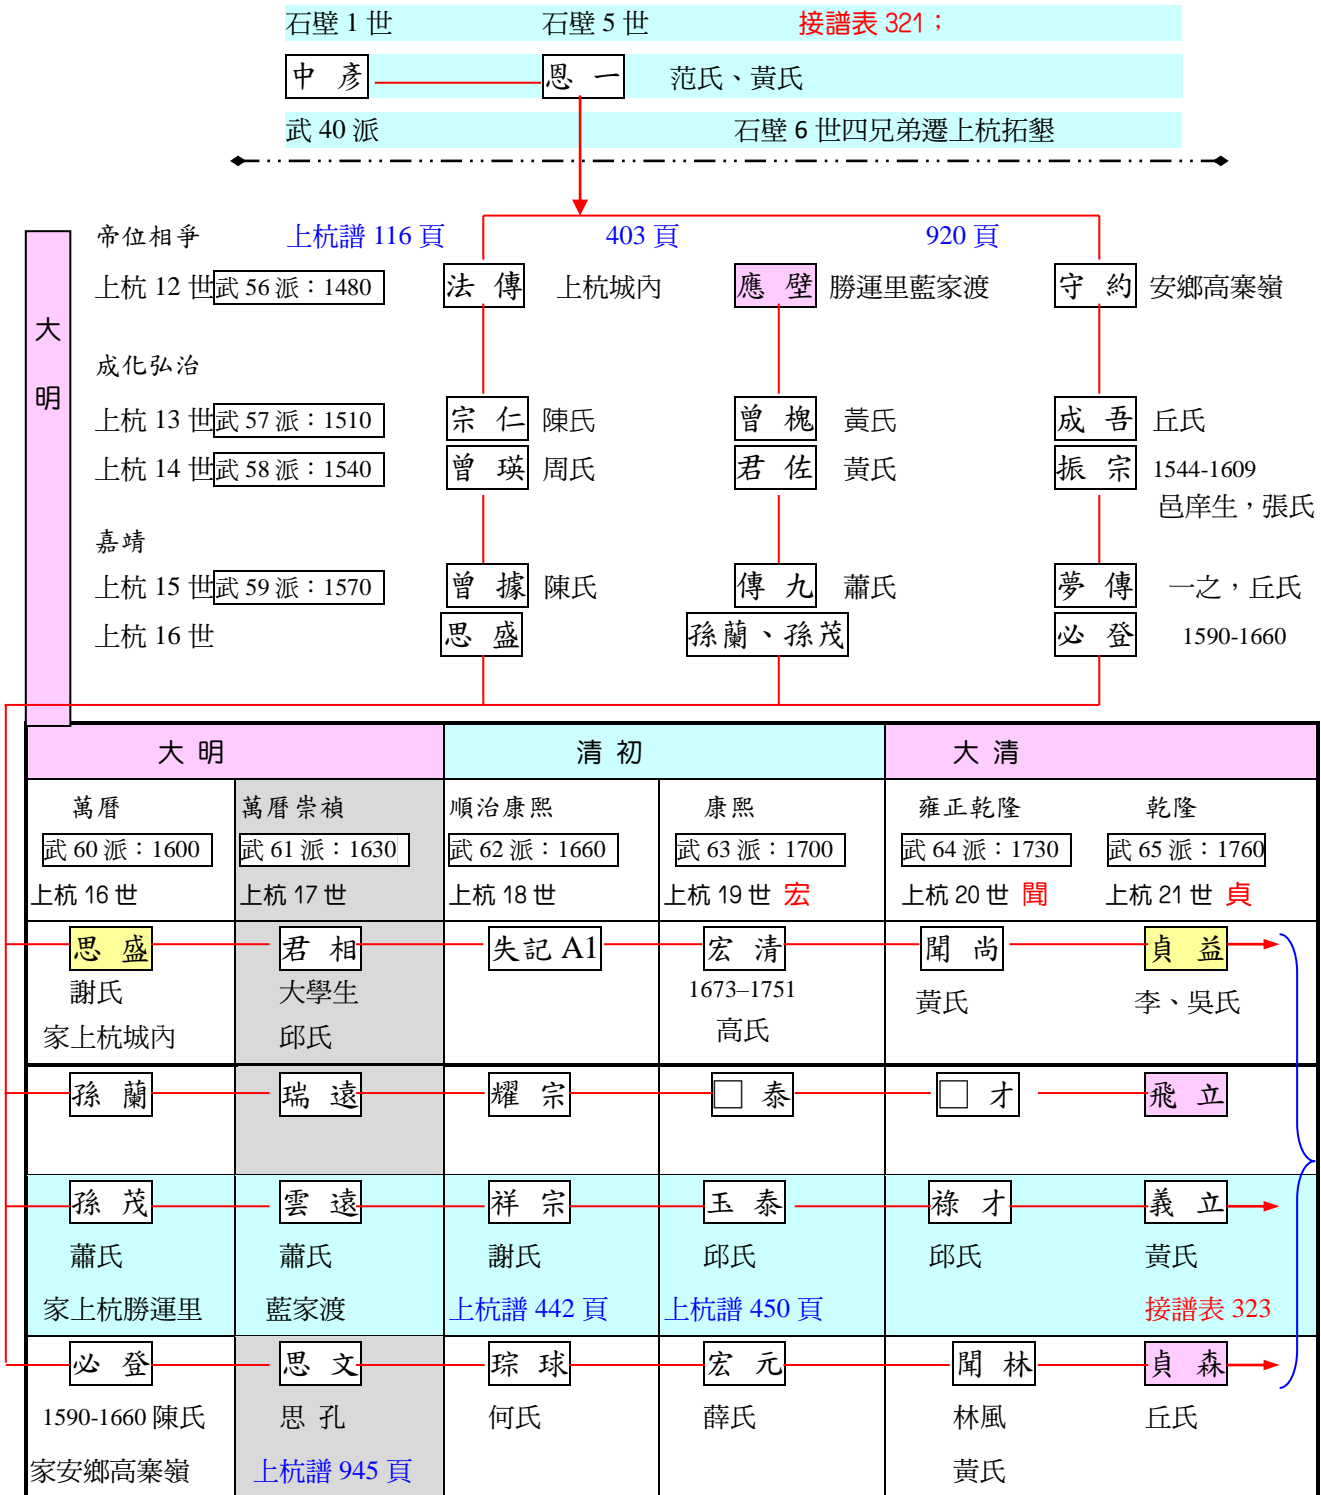 石壁 1 世 石壁 5 世 接譜表 321；
中 彥 恩 一 范氏、黃氏
武 40 派 石壁 6 世四兄弟遷上杭拓墾
帝位相爭 上杭譜 116 頁 403 頁 920 頁
上杭 12 世 武 56 派：1480 法 傳 上杭城內 應 壁 勝運里藍家渡 守 約 安鄉高寨嶺
大明
成化弘治
上杭 13 世 武 57 派：1510 宗 仁 陳氏 曾 槐 黃氏 成 吾 丘氏
上杭 14 世 武 58 派：1540 曾 瑛 周氏 君 佐 黃氏 振 宗 1544-1609
邑庠生，張氏
嘉靖
上杭 15 世 武 59 派：1570 曾 據 陳氏 傳 九 蕭氏 夢 傳 一之，丘氏
上杭 16 世 思 盛 孫蘭、孫茂 必 登 1590-1660
大 明 清 初 大 清
萬曆 萬曆崇禎 順治康熙 康熙 雍正乾隆 乾隆
武 60 派：1600 武 61 派：1630 武 62 派：1660 武 63 派：1700 武 64 派：1730 武 65 派：1760
上杭 16 世 上杭 17 世 上杭 18 世 上杭 19 世 宏 上杭 20 世 聞 上杭 21 世 貞
思 盛 君 相 失記 A1 宏 清 聞 尚 貞 益
謝氏 大學生 1673–1751 黃氏 李、吳氏
家上杭城內 邱氏 高氏
孫 蘭 瑞 遠 耀 宗 □ 泰 □ 才 飛 立
孫 茂 雲 遠 祥 宗 玉 泰 祿 才 義 立
蕭氏 蕭氏 謝氏 邱氏 邱氏 黃氏
家上杭勝運里 藍家渡 上杭譜 442 頁 上杭譜 450 頁 接譜表 323
必 登 思 文 琮 球 宏 元 聞 林 貞 森
1590-1660 陳氏 思 孔 何氏 薛氏 林風 丘氏
家安鄉高寨嶺 上杭譜 945 頁 黃氏